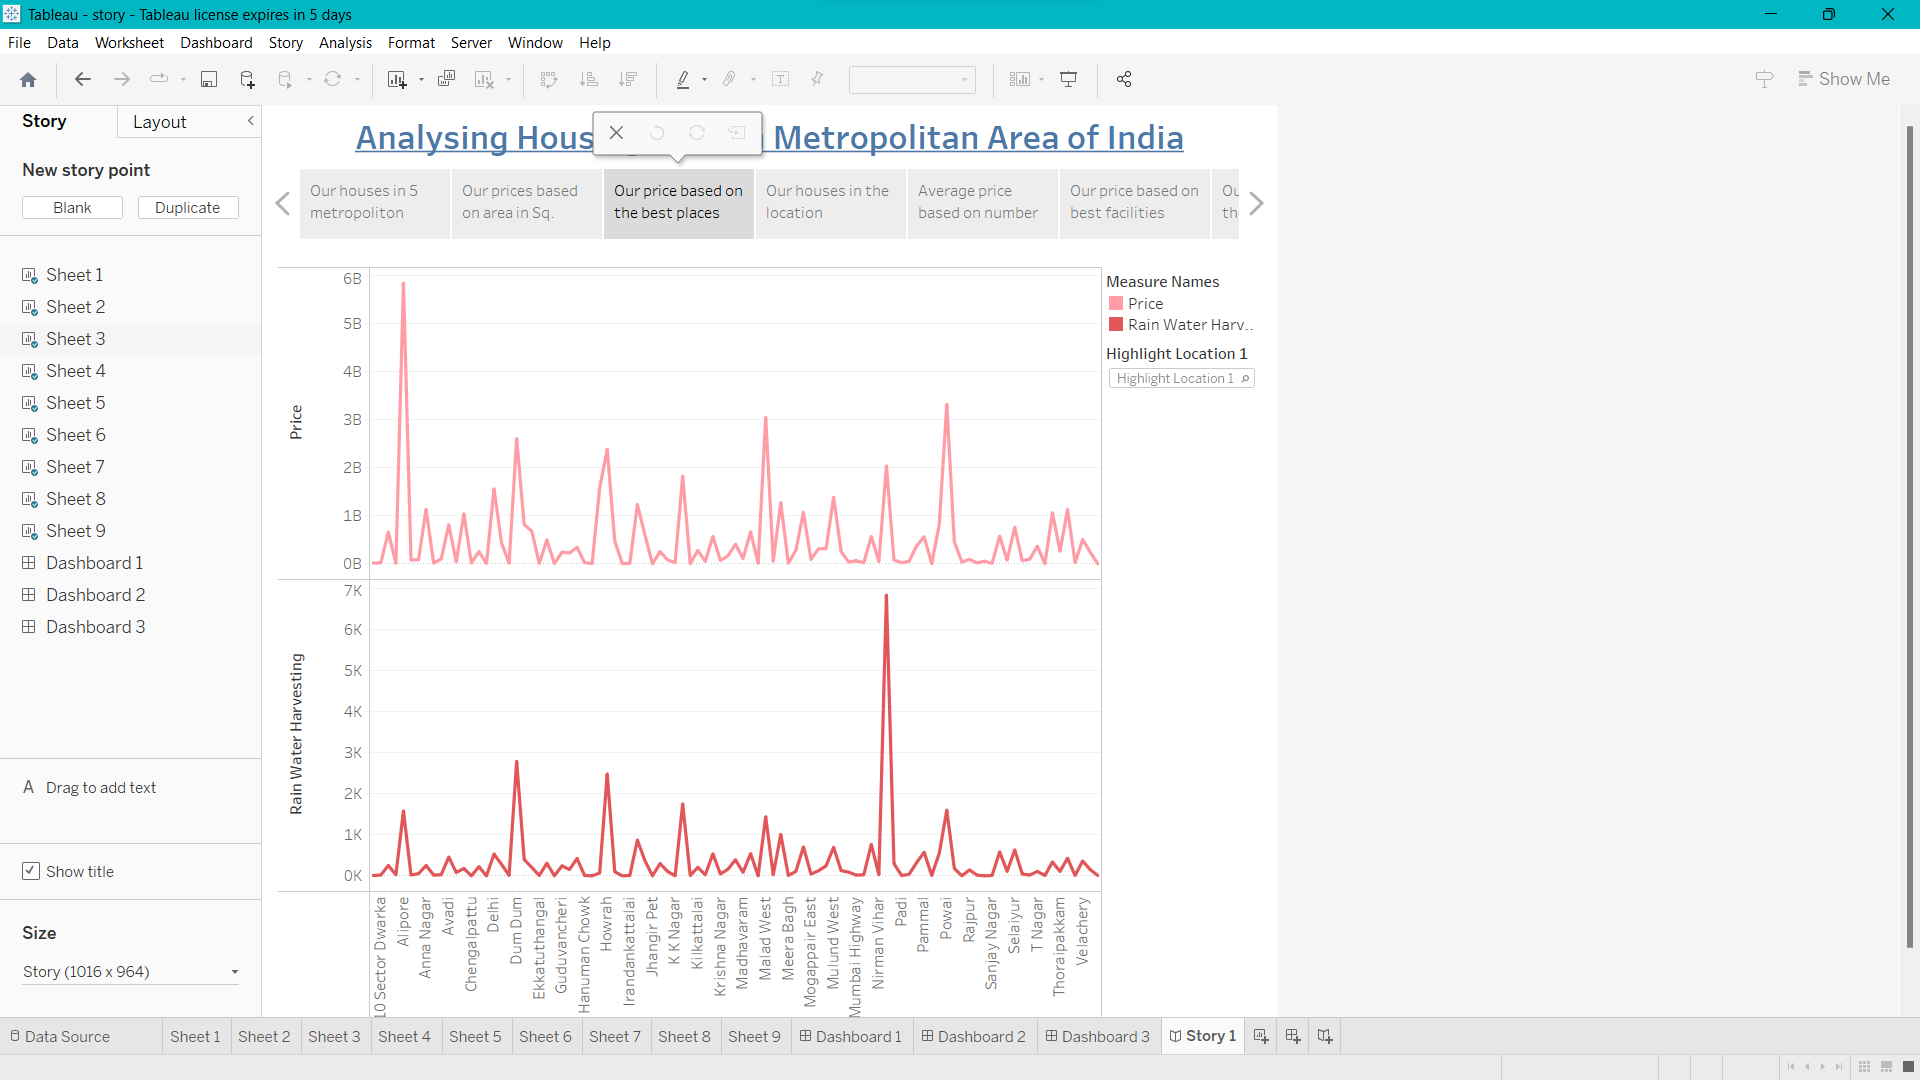 Tableau - story - Tableau license expires in 5 days
File Data Worksheet Dashboard Story Analysis Format Server Window Help
Show Me
Story Layout
New story point
Blank Duplicate
Sheet 1
Sheet 2
Sheet 3
Sheet 4
Sheet 5
Sheet 6
Sheet 7
Sheet 8
Sheet 9
Dashboard 1
Dashboard 2
Dashboard 3
A Drag to add text
Show title
Size
Story (1016 x 964)
Analysing Hous Metropolitan Area of India
Our houses in 5
metropoliton
Our prices based
on area in Sq.
Our price based on
the best places
Our houses in the
location
Average price
based on number
Our price based on
best facilities
Ou
th
Price
6B
5B
4B
3B
2B
1B
0B
Rain Water Harvesting
7K
6K
5K
4K
3K
2K
1K
0K
10 Sector Dwarka
Alipore
Anna Nagar
Avadi
Chengalpattu
Delhi
Dum Dum
Ekkatuthangal
Guduvancheri
Hanuman Chowk
Howrah
Irandankattalai
Jhangir Pet
K K Nagar
Kilkattalai
Krishna Nagar
Madhavaram
Malad West
Meera Bagh
Mogappair East
Mulund West
Mumbai Highway
Nirman Vihar
Padi
Pammal
Powai
Rajpur
Sanjay Nagar
Selaiyur
T Nagar
Thoraipakkam
Velachery
Measure Names
Price
Rain Water Harv..
Highlight Location 1
Highlight Location 1
Data Source Sheet 1 Sheet 2 Sheet 3 Sheet 4 Sheet 5 Sheet 6 Sheet 7 Sheet 8 Sheet 9 Dashboard 1 Dashboard 2 Dashboard 3 Story 1